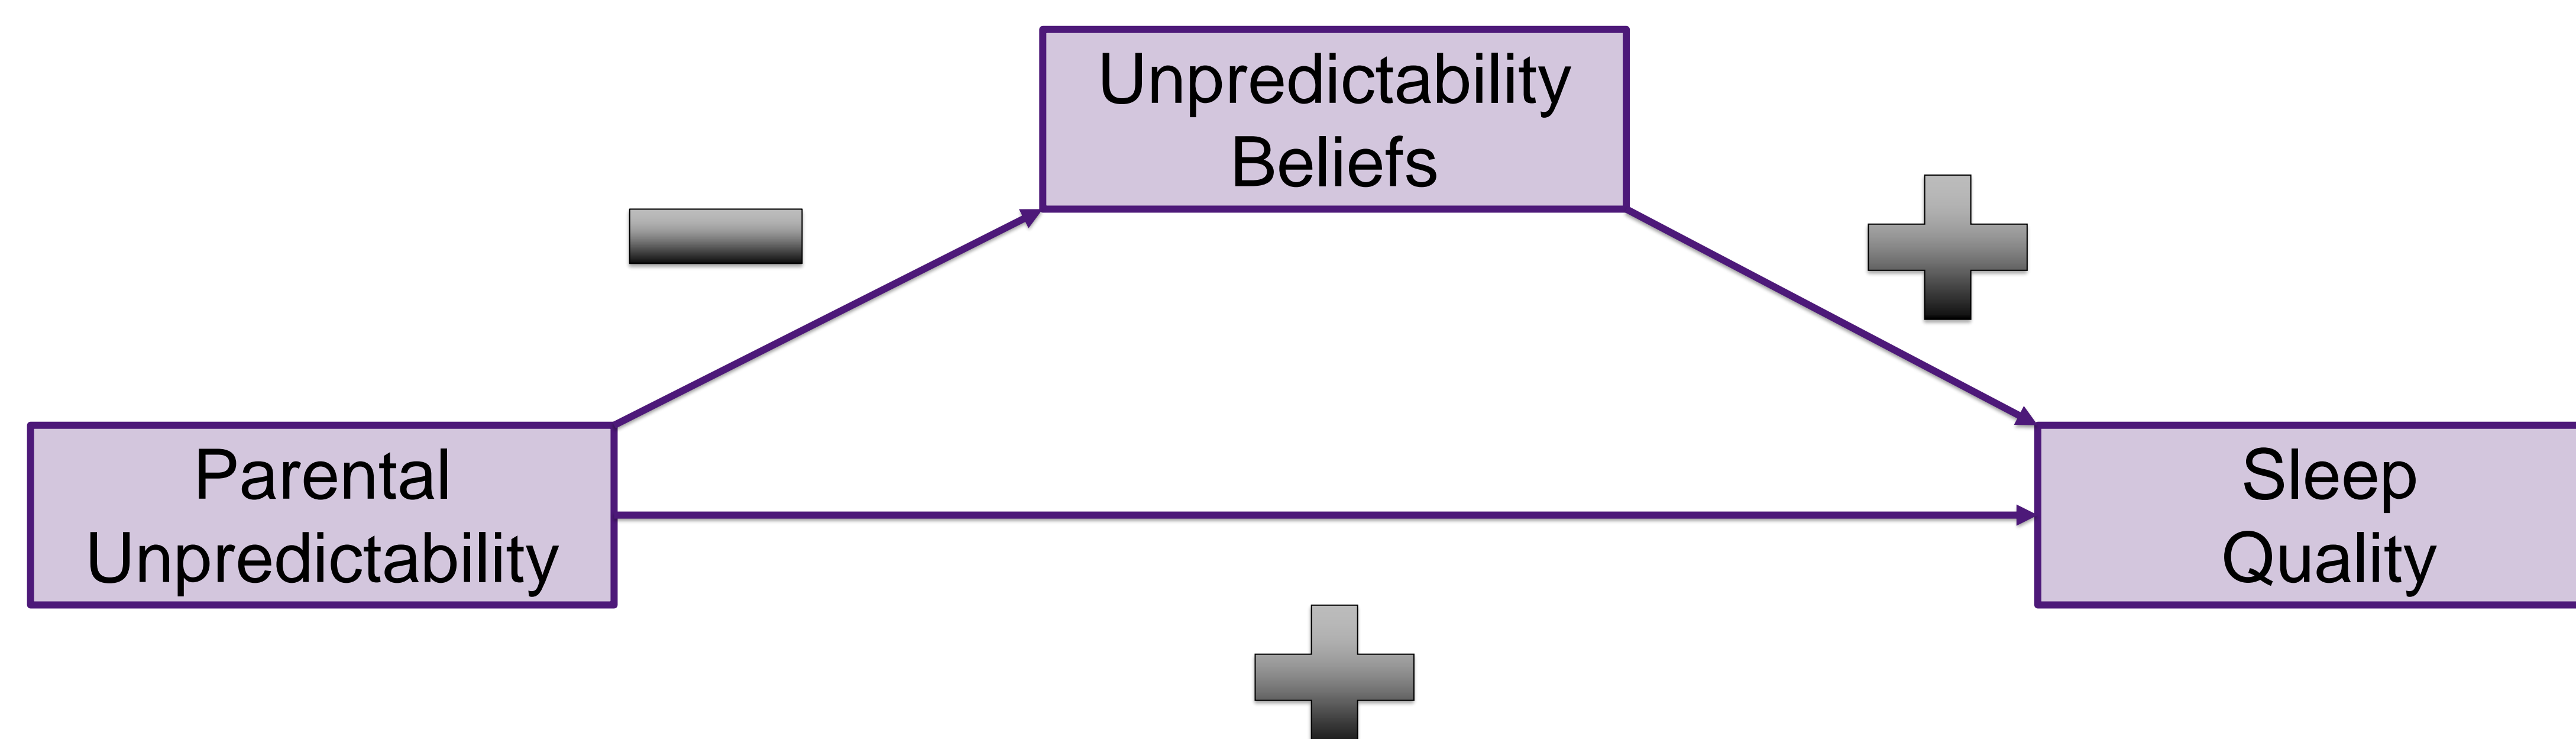 Unpredictability
Beliefs
Parental
Unpredictability
Sleep
Quality